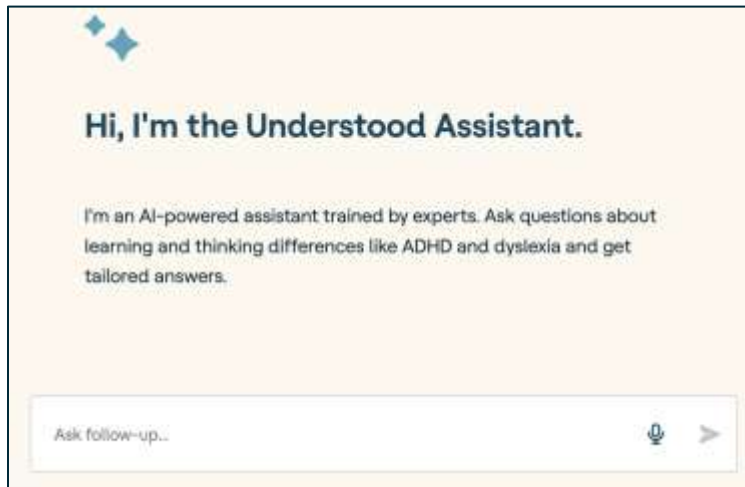 Hi, I'm the Understood Assistant.
I'm an AI-powered assistant trained by experts. Ask questions about
learning and thinking differences like ADHD and dyslexia and get
tailored answers.
Ask follow-up...